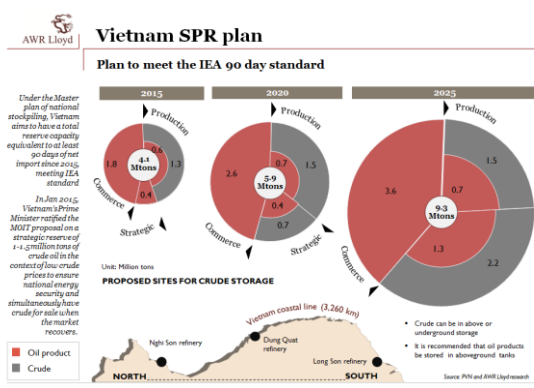 AWR Lloyd
Vietnam SPR plan
Plan to meet the IEA 90 day standard
Under the Master
plan of national
stockpiling, Vietnam
aims to have a total
reserve capacity
equivalent to at least
90 days of net
import since 2015,
meeting IEA
standard
In Jan 2015,
Vietnam'sPrime
Minister ratified the
MOIT proposal on a
strategic reserve of
1-1.5million tons of
crude oil in the
context of low crude
prices to ensure
national energy
security and
simultaneously have
crude for sale when
the market
recovers.
2015
Production
1.8
0.6
1.3
4.1
Mtons
0.4
Commerce
Strategic
2020
Production
2.6
0.7
1.5
5.9
Mtons
0.4
0.7
Commerce
Strategic
2025
Production
3.6
0.7
1.5
9.3
Mtons
1.3
2.2
Commerce
Unit: Million tons
PROPOSED SITES FOR CRUDE STORAGE
Vietnam coastal line (3,260 km)
Nghi Son refinery
Dung Quat
refinery
Long Son refinery
NORTH
SOUTH
• Crude can be in above or
underground storage
• It is recommended that oil products
be stored in aboveground tanks
Oil product
Crude
Source: PVN and AWR Lloyd research